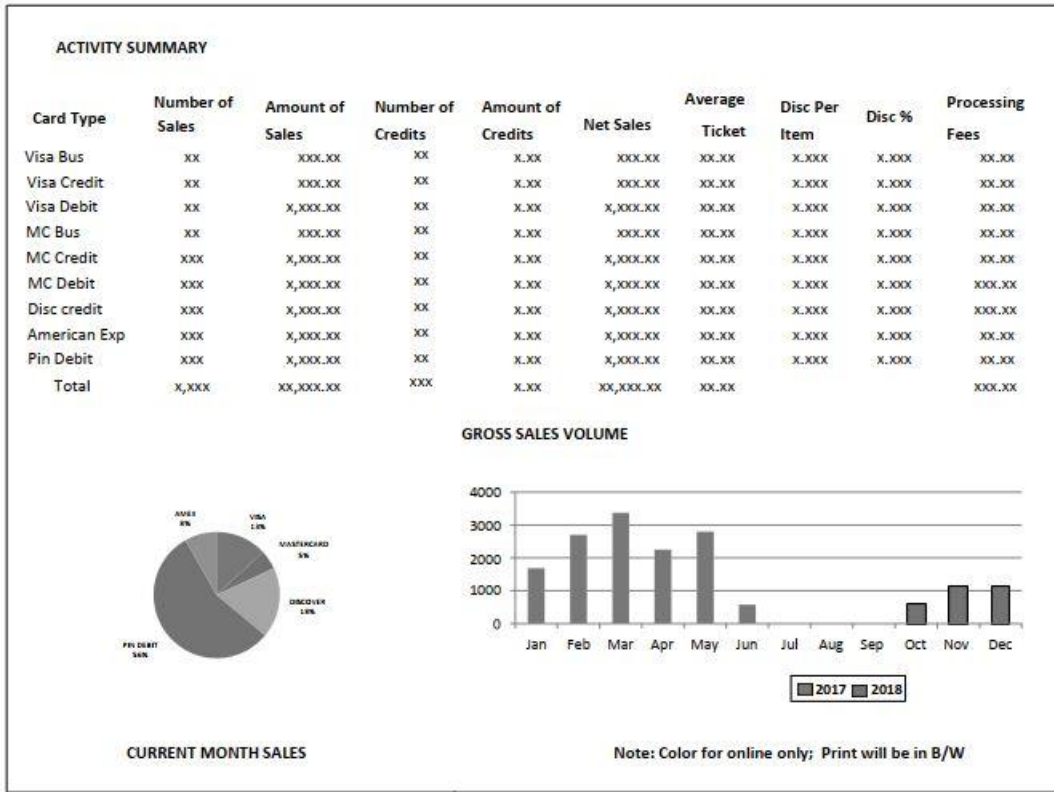 ACTIVITY SUMMARY
Card Type Number of Sales Amount of Sales Number of Credits Amount of Credits Net Sales Average Ticket Disc Per Item Disc % Processing Fees
Visa Bus xx xxx.xx xx x.xx xxx.xx xx.xx x.xxx x.xxx xx.xx
Visa Credit xx xxx.xx xx x.xx xxx.xx xx.xx x.xxx x.xxx xx.xx
Visa Debit xx x,xxx.xx xx x.xx x,xxx.xx xx.xx x.xxx x.xxx xx.xx
MC Bus xx xxx.xx xx x.xx xxx.xx xx.xx x.xxx x.xxx xx.xx
MC Credit xxx x,xxx.xx xx x.xx x,xxx.xx xx.xx x.xxx x.xxx xx.xx
MC Debit xxx x,xxx.xx xx x.xx x,xxx.xx xx.xx x.xxx x.xxx xxx.xx
Disc credit xxx x,xxx.xx xx x.xx x,xxx.xx xx.xx x.xxx x.xxx xxx.xx
American Exp xxx x,xxx.xx xx x.xx x,xxx.xx xx.xx x.xxx x.xxx xx.xx
Pin Debit xxx x,xxx.xx xx x.xx x,xxx.xx xx.xx x.xxx x.xxx xx.xx
Total x,xxx xx,xxx.xx xxx x.xx xx,xxx.xx xx.xx xxx.xx
GROSS SALES VOLUME
AMEX
8%
VISA
13%
MASTERCARD
5%
DISCOVER
18%
PIN DEBIT
56%
4000
3000
2000
1000
0
Jan Feb Mar Apr May Jun Jul Aug Sep Oct Nov Dec
2017 2018
CURRENT MONTH SALES
Note: Color for online only; Print will be in B/W